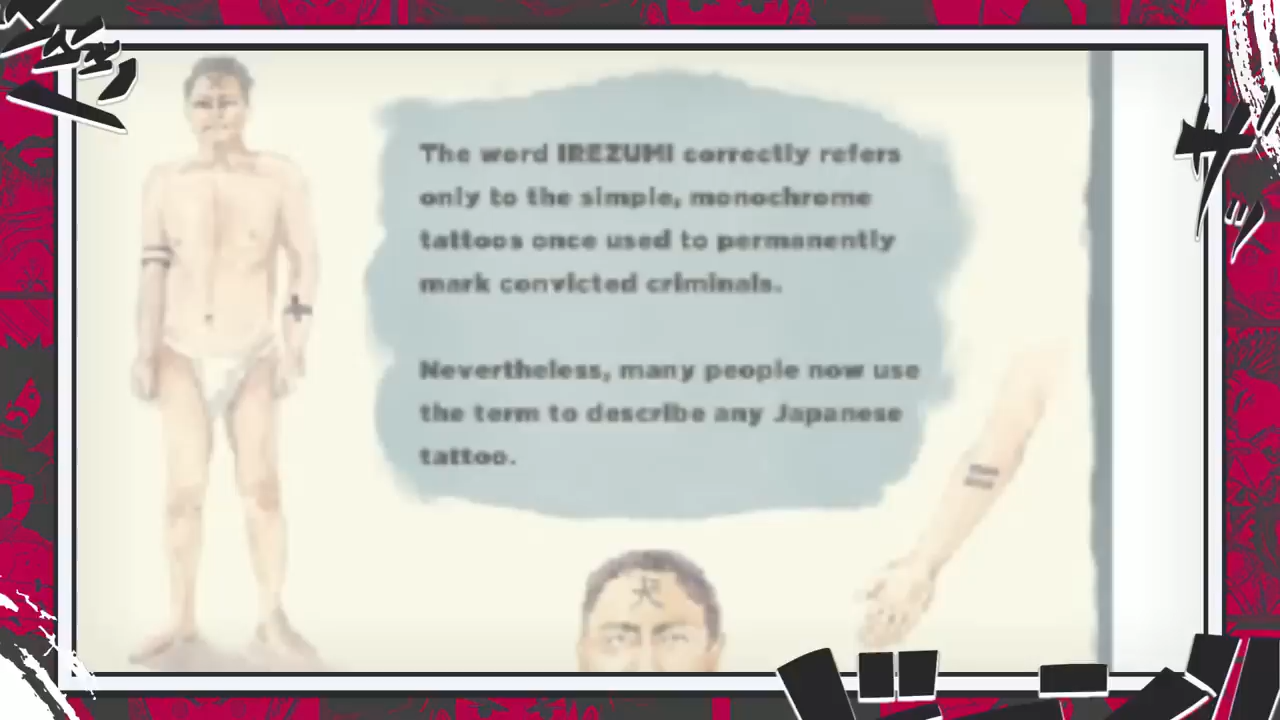 The word IREZUMI correctly refers
only to the simple, monochrome
tattoos once used to permanently
mark convicted criminals.
Nevertheless, many people now use
the term to describe any Japanese
tattoo.
犬